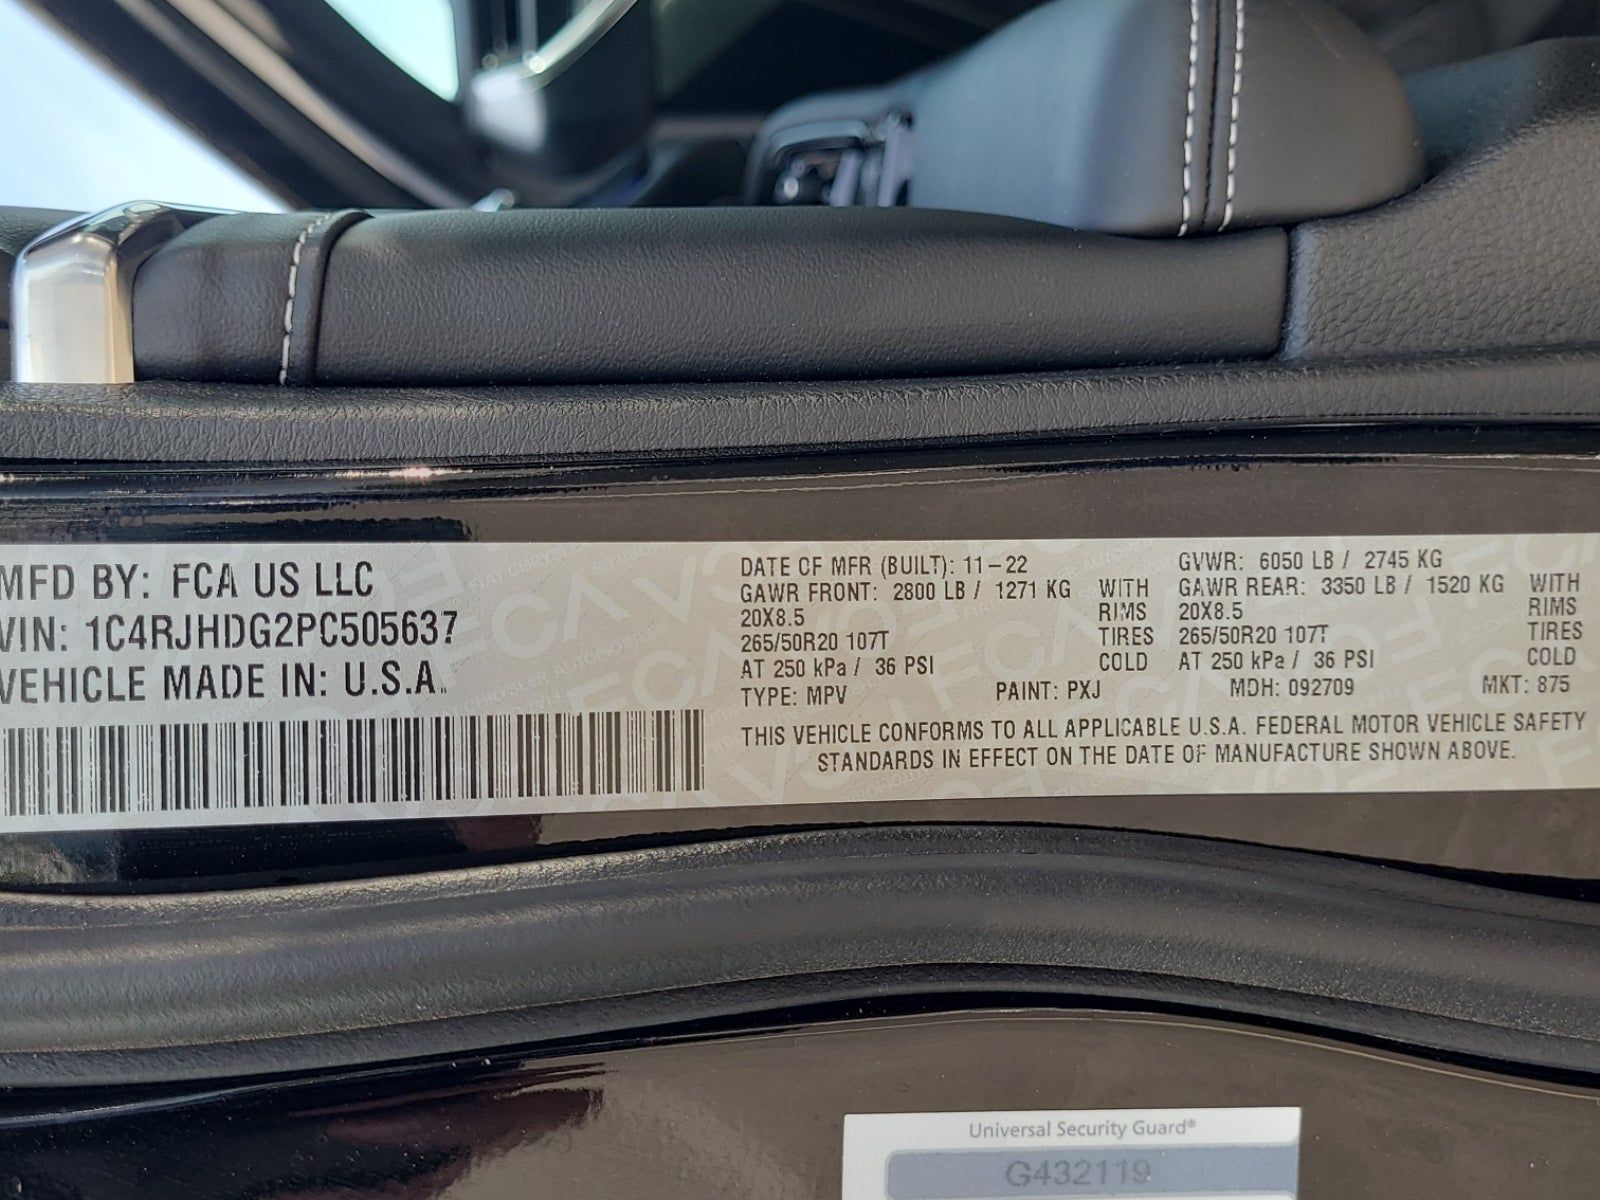 MFD BY: FCA US LLC
VIN: 1C4RJHDG2PC505637
VEHICLE MADE IN: U.S.A.
DATE OF MFR (BUILT): 11-22
GAWR FRONT: 2800 LB / 1271 KG WITH
20X8.5 RIMS
265/50R20 107T TIRES
AT 250 kPa / 36 PSI COLD
GVWR: 6050 LB / 2745 KG
GAWR REAR: 3350 LB / 1520 KG WITH
20X8.5 RIMS
265/50R20 107T TIRES
AT 250 kPa / 36 PSI COLD
TYPE: MPV PAINT: PXJ MDH: 092709 MKT: 875
THIS VEHICLE CONFORMS TO ALL APPLICABLE U.S.A. FEDERAL MOTOR VEHICLE SAFETY
STANDARDS IN EFFECT ON THE DATE OF MANUFACTURE SHOWN ABOVE.
Universal Security Guard®
G432119